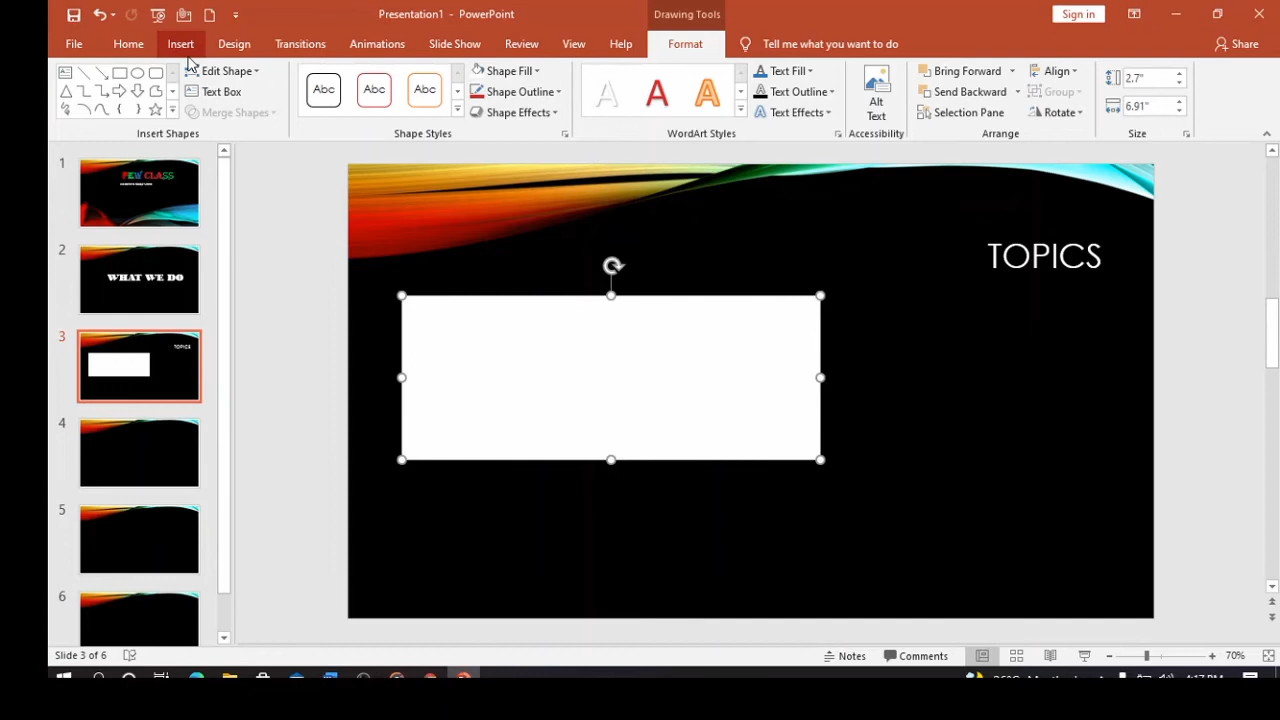 Presentation1 - PowerPoint
Drawing Tools
Sign in
File
Home
Insert
Design
Transitions
Animations
Slide Show
Review
View
Help
Format
Tell me what you want to do
Share
Edit Shape
Text Box
Merge Shapes
Insert Shapes
Abc
Abc
Abc
Shape Fill
Shape Outline
Shape Effects
Shape Styles
A
A
A
Text Fill
Text Outline
Text Effects
WordArt Styles
Alt
Text
Accessibility
Bring Forward
Send Backward
Selection Pane
Align
Group
Rotate
Arrange
2.7"
6.91"
Size
1
FEW CLASS
2
WHAT WE DO
3
TOPICS
4
5
6
TOPICS
Slide 3 of 6
Notes
Comments
70%